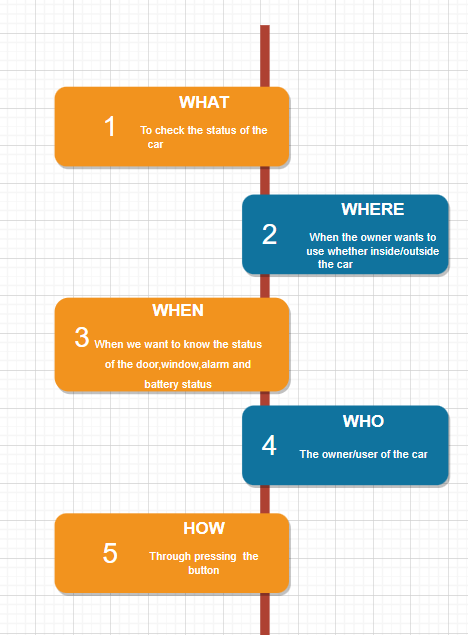 WHAT
1
To check the status of the
car
WHERE
2
When the owner wants to
use whether inside/outside
the car
WHEN
3
When we want to know the status
of the door,window,alarm and
battery status
WHO
4
The owner/user of the car
HOW
5
Through pressing  the
button